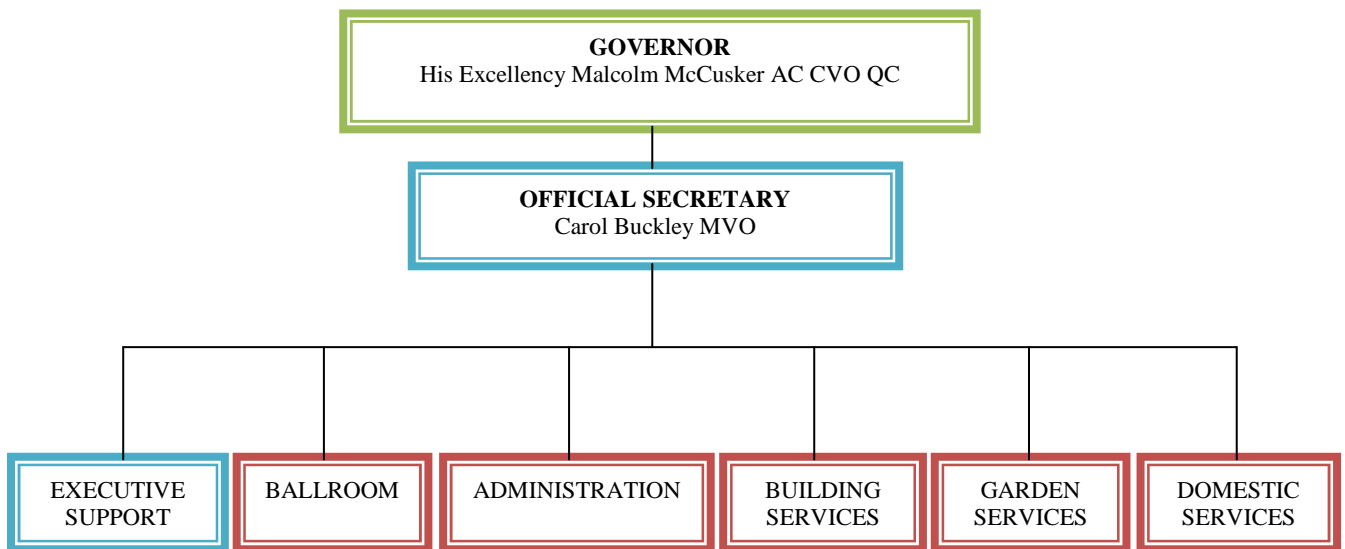 GOVERNOR
His Excellency Malcolm McCusker AC CVO QC
OFFICIAL SECRETARY
Carol Buckley MVO
EXECUTIVE
SUPPORT
BALLROOM
ADMINISTRATION
BUILDING
SERVICES
GARDEN
SERVICES
DOMESTIC
SERVICES